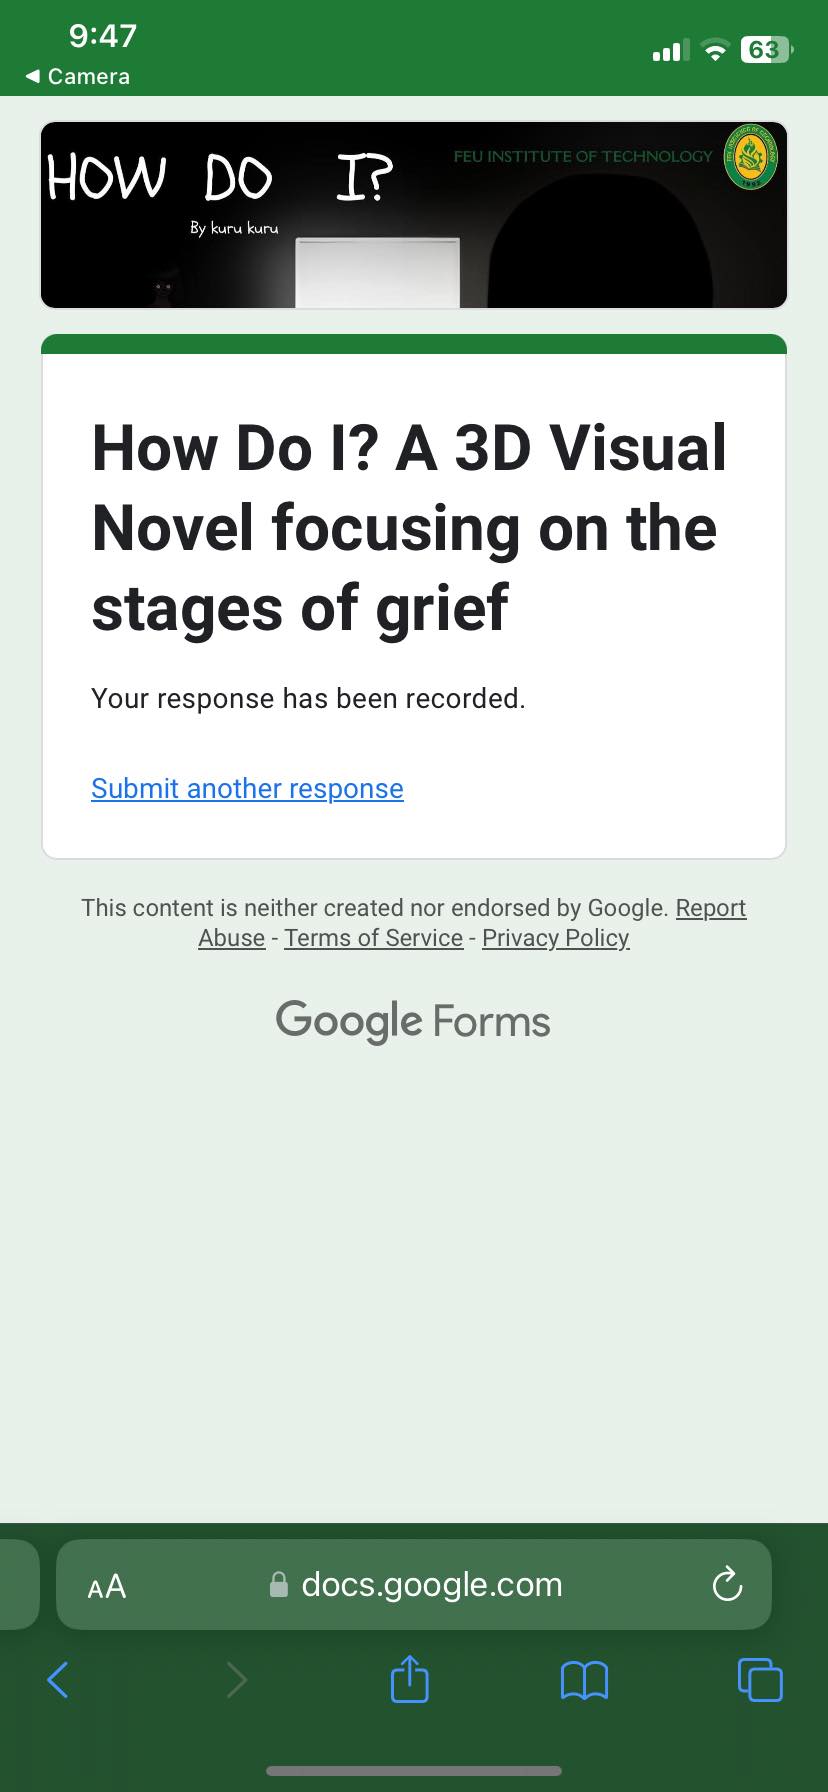 9:47
63
◀ Camera
HOW DO I?
FEU INSTITUTE OF TECHNOLOGY
1992
By kuru kuru
How Do I? A 3D Visual
Novel focusing on the
stages of grief
Your response has been recorded.
Submit another response
This content is neither created nor endorsed by Google. Report
Abuse - Terms of Service - Privacy Policy
Google Forms
AA
docs.google.com